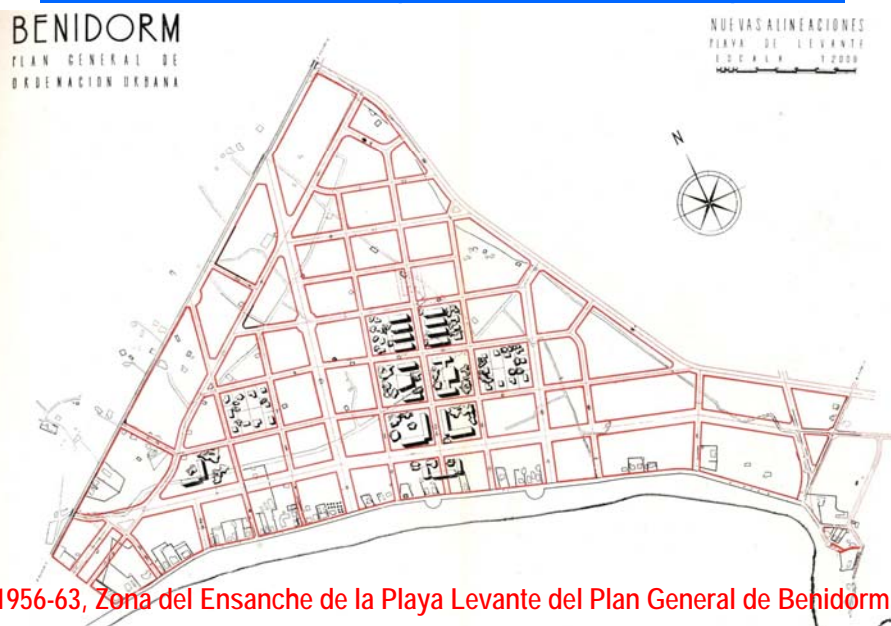 BENIDORM
PLAN GENERAL DE
ORDENACION URBANA
NUEVAS ALINEACIONES
PLAYA DE LEVANTE
ESCALA 1:2000
N
1956-63, Zona del Ensanche de la Playa Levante del Plan General de Benidorm